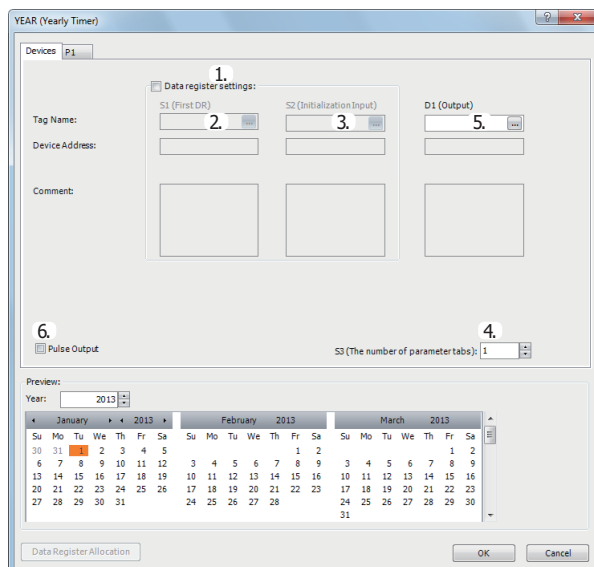 YEAR (Yearly Timer)
?
Devices P1
1.
Data register settings:
S1 (First DR) S2 (Initialization Input) D1 (Output)
Tag Name: 2. ... 3. ... 5. ...
Device Address:
Comment:
6. 4.
Pulse Output S3 (The number of parameter tabs): 1
Preview:
Year: 2013
January 2013 February 2013 March 2013
Su Mo Tu We Th Fr Sa Su Mo Tu We Th Fr Sa Su Mo Tu We Th Fr Sa
30 31 1 2 3 4 5 1 2 1 2
6 7 8 9 10 11 12 3 4 5 6 7 8 9 3 4 5 6 7 8 9
13 14 15 16 17 18 19 10 11 12 13 14 15 16 10 11 12 13 14 15 16
20 21 22 23 24 25 26 17 18 19 20 21 22 23 17 18 19 20 21 22 23
27 28 29 30 31 24 25 26 27 28 24 25 26 27 28 29 30
31
Data Register Allocation OK Cancel